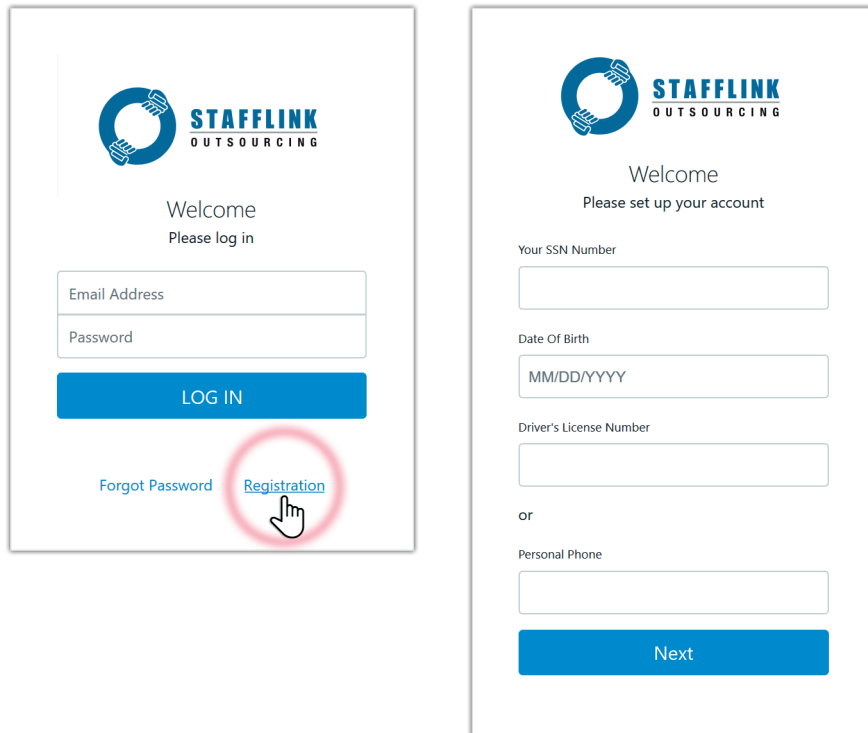 STAFFLINK
OUTSOURCING
Welcome
Please log in
Email Address
Password
LOG IN
Forgot Password Registration
STAFFLINK
OUTSOURCING
Welcome
Please set up your account
Your SSN Number
Date Of Birth
MM/DD/YYYY
Driver's License Number
or
Personal Phone
Next